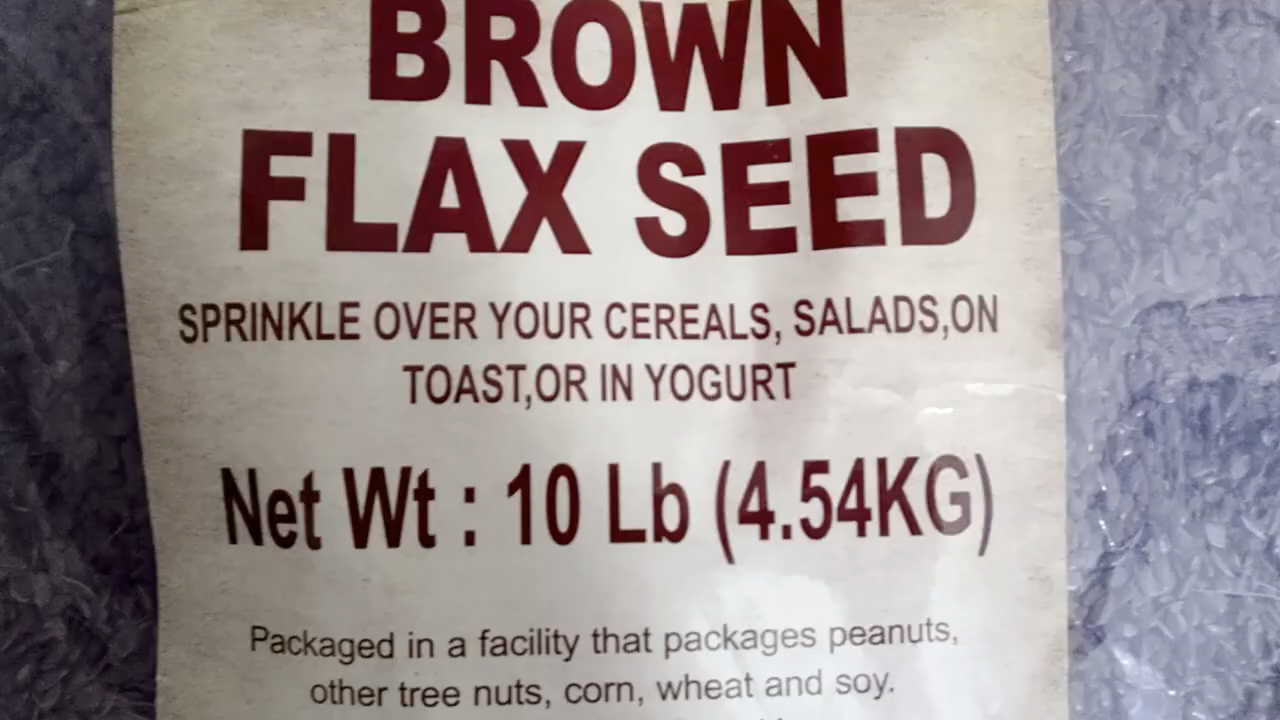 BROWN
FLAX SEED
SPRINKLE OVER YOUR CEREALS, SALADS,ON
TOAST,OR IN YOGURT
Net Wt : 10 Lb (4.54KG)
Packaged in a facility that packages peanuts,
other tree nuts, corn, wheat and soy.